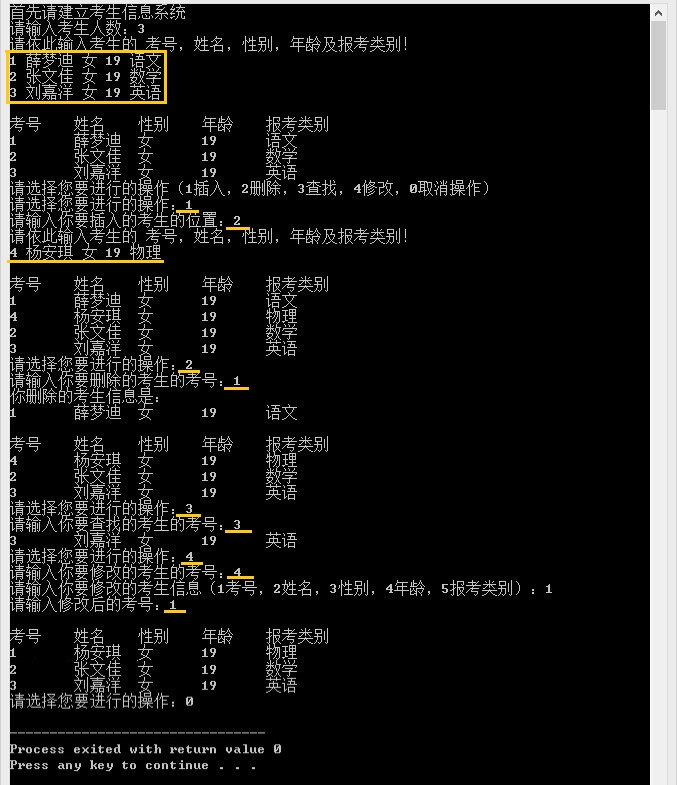 首先请建立考生信息系统
请输入考生人数：3
请依此输入考生的 考号，姓名，性别，年龄及报考类别！
1 薛梦迪 女 19 语文
2 张文佳 女 19 数学
3 刘嘉洋 女 19 英语
考号 姓名 性别 年龄 报考类别
1 薛梦迪 女 19 语文
2 张文佳 女 19 数学
3 刘嘉洋 女 19 英语
请选择您要进行的操作（1插入，2删除，3查找，4修改，0取消操作）
请选择您要进行的操作：1
请输入你要插入的考生的位置：2
请依此输入考生的 考号，姓名，性别，年龄及报考类别！
4 杨安琪 女 19 物理
考号 姓名 性别 年龄 报考类别
1 薛梦迪 女 19 语文
4 杨安琪 女 19 物理
2 张文佳 女 19 数学
3 刘嘉洋 女 19 英语
请选择您要进行的操作：2
请输入你要删除的考生的考号：1
你删除的考生信息是：
1 薛梦迪 女 19 语文
考号 姓名 性别 年龄 报考类别
4 杨安琪 女 19 物理
2 张文佳 女 19 数学
3 刘嘉洋 女 19 英语
请选择您要进行的操作：3
请输入你要查找的考生的考号：3
3 刘嘉洋 女 19 英语
请选择您要进行的操作：4
请输入你要修改的考生的考号：4
请输入你要修改的考生信息（1考号，2姓名，3性别，4年龄，5报考类别）：1
请输入修改后的考号：1
考号 姓名 性别 年龄 报考类别
1 杨安琪 女 19 物理
2 张文佳 女 19 数学
3 刘嘉洋 女 19 英语
请选择您要进行的操作：0
--------------------------------
Process exited with return value 0
Press any key to continue . . .